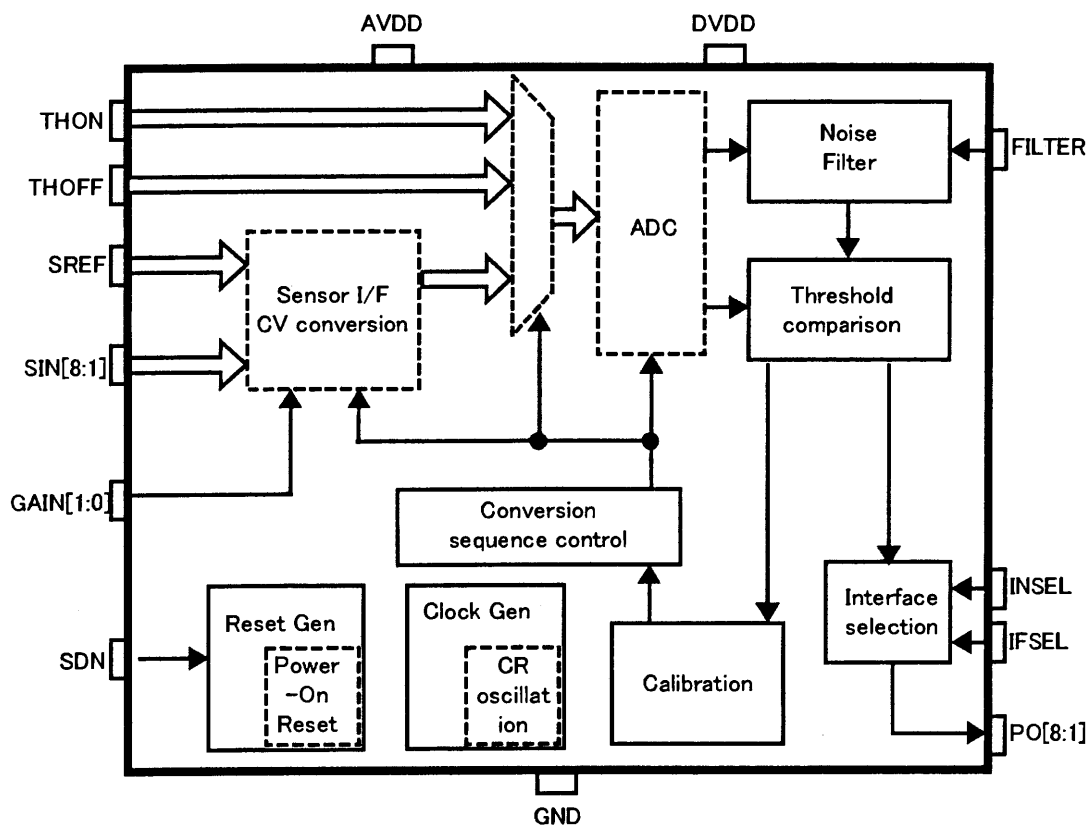 AVDD
DVDD
THON
THOFF
SREF
SIN[8:1]
GAIN[1:0]
SDN
Sensor I/F
CV conversion
ADC
Noise
Filter
FILTER
Threshold
comparison
Conversion
sequence control
Reset Gen
Power
-On
Reset
Clock Gen
CR
oscillat
ion
Calibration
Interface
selection
INSEL
IFSEL
PO[8:1]
GND